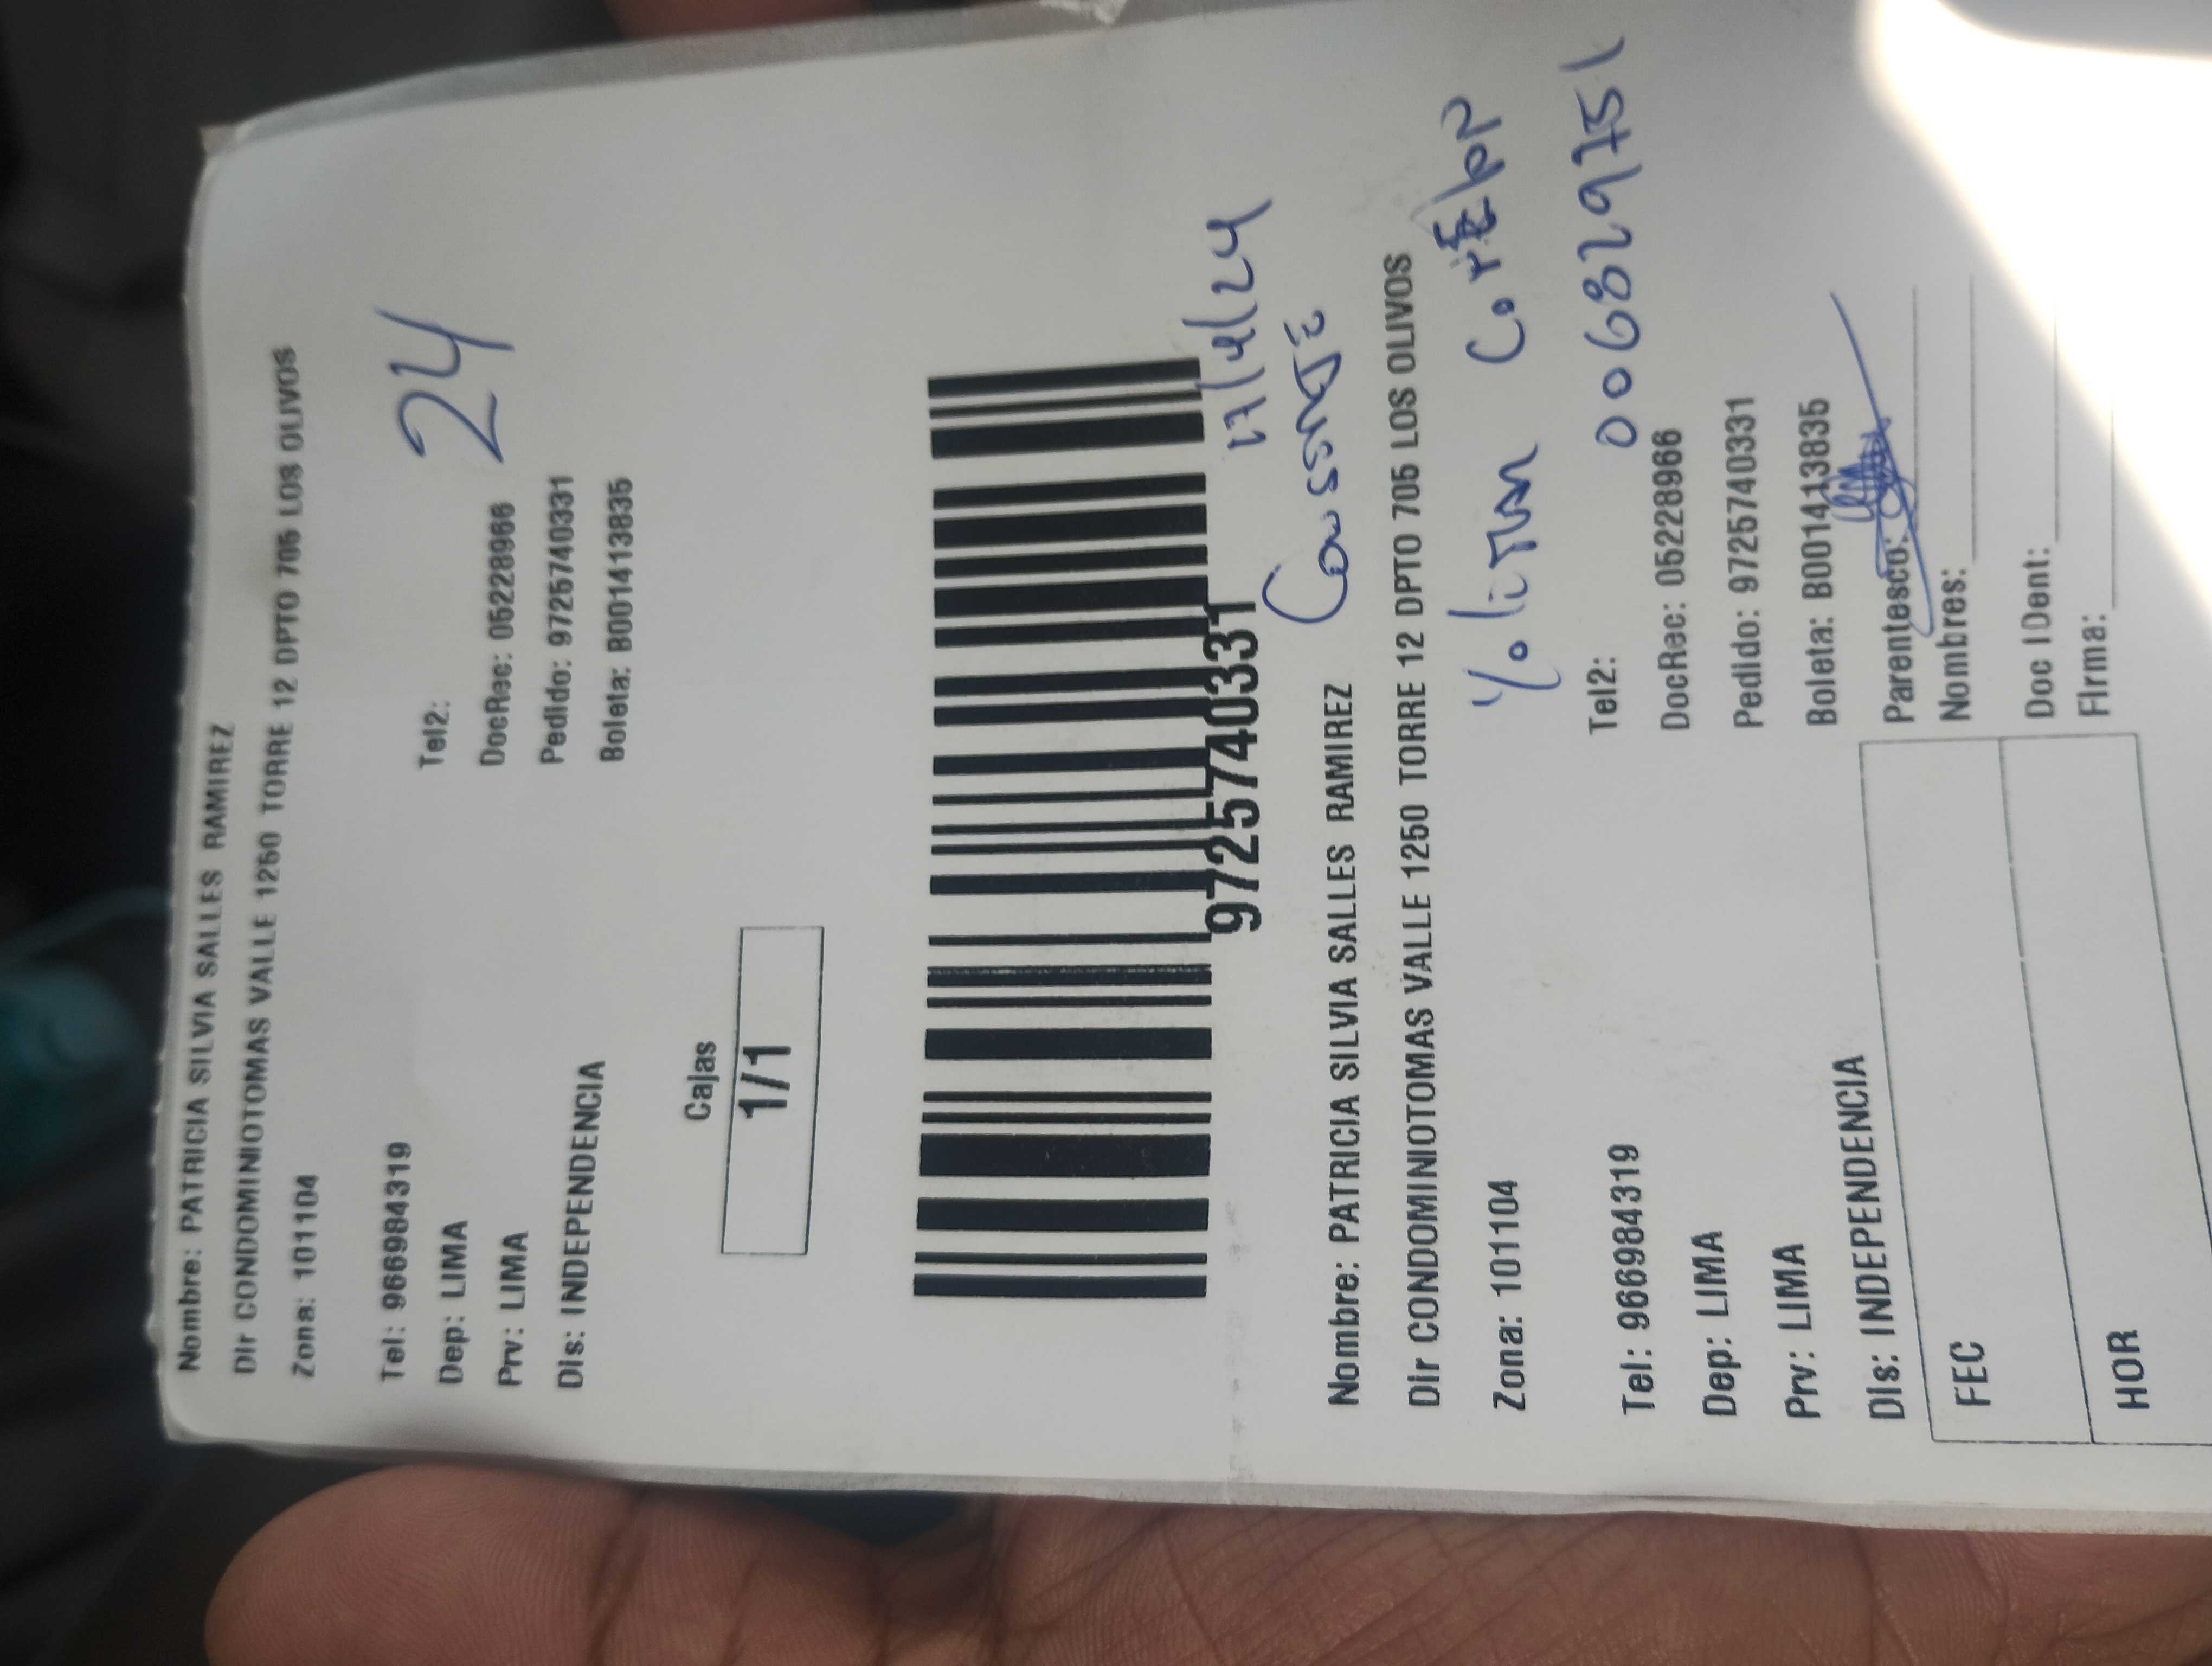 Nombre: PATRICIA SILVIA SALLES RAMIREZ
Dir CONDOMINIOTOMAS VALLE 1250 TORRE 12 DPTO 705 LOS OLIVOS
Zona: 101104
24
Tel: 966984319 Tel2:
Dep: LIMA DocRec: 05228966
Prv: LIMA Pedido: 9725740331
Dis: INDEPENDENCIA Boleta: B001413835
Cajas
1/1
9725740331
17/4/24
Nombre: PATRICIA SILVIA SALLES RAMIREZ
Dir CONDOMINIOTOMAS VALLE 1250 TORRE 12 DPTO 705 LOS OLIVOS
Zona: 101104
006829751
Tel: 966984319 Tel2:
Dep: LIMA DocRec: 05228966
Prv: LIMA Pedido: 9725740331
Dis: INDEPENDENCIA Boleta: B001413835
FEC Parentesco:
Nombres:
HOR Doc IDent:
Firma: